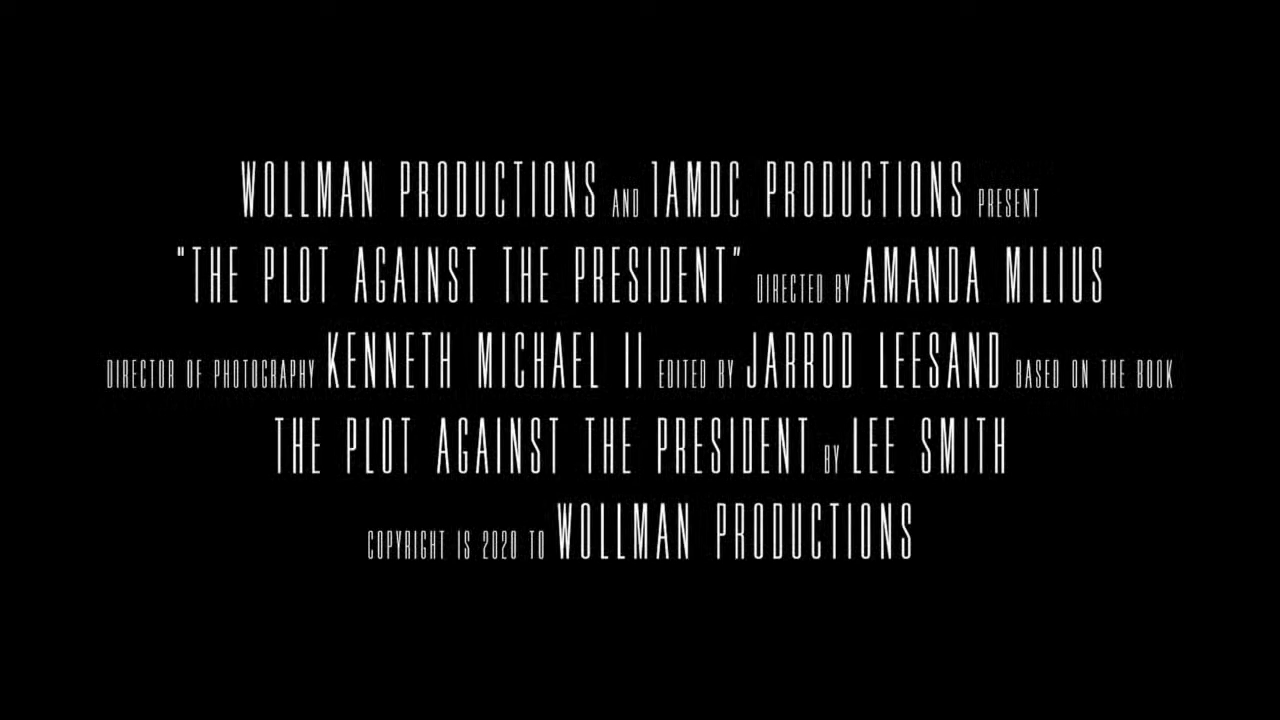 WOLLMAN PRODUCTIONS AND 1AMDC PRODUCTIONS PRESENT
"THE PLOT AGAINST THE PRESIDENT" DIRECTED BY AMANDA MILIUS
DIRECTOR OF PHOTOGRAPHY KENNETH MICHAEL II EDITED BY JARROD LEESAND BASED ON THE BOOK
THE PLOT AGAINST THE PRESIDENT BY LEE SMITH
COPYRIGHT IS 2020 TO WOLLMAN PRODUCTIONS